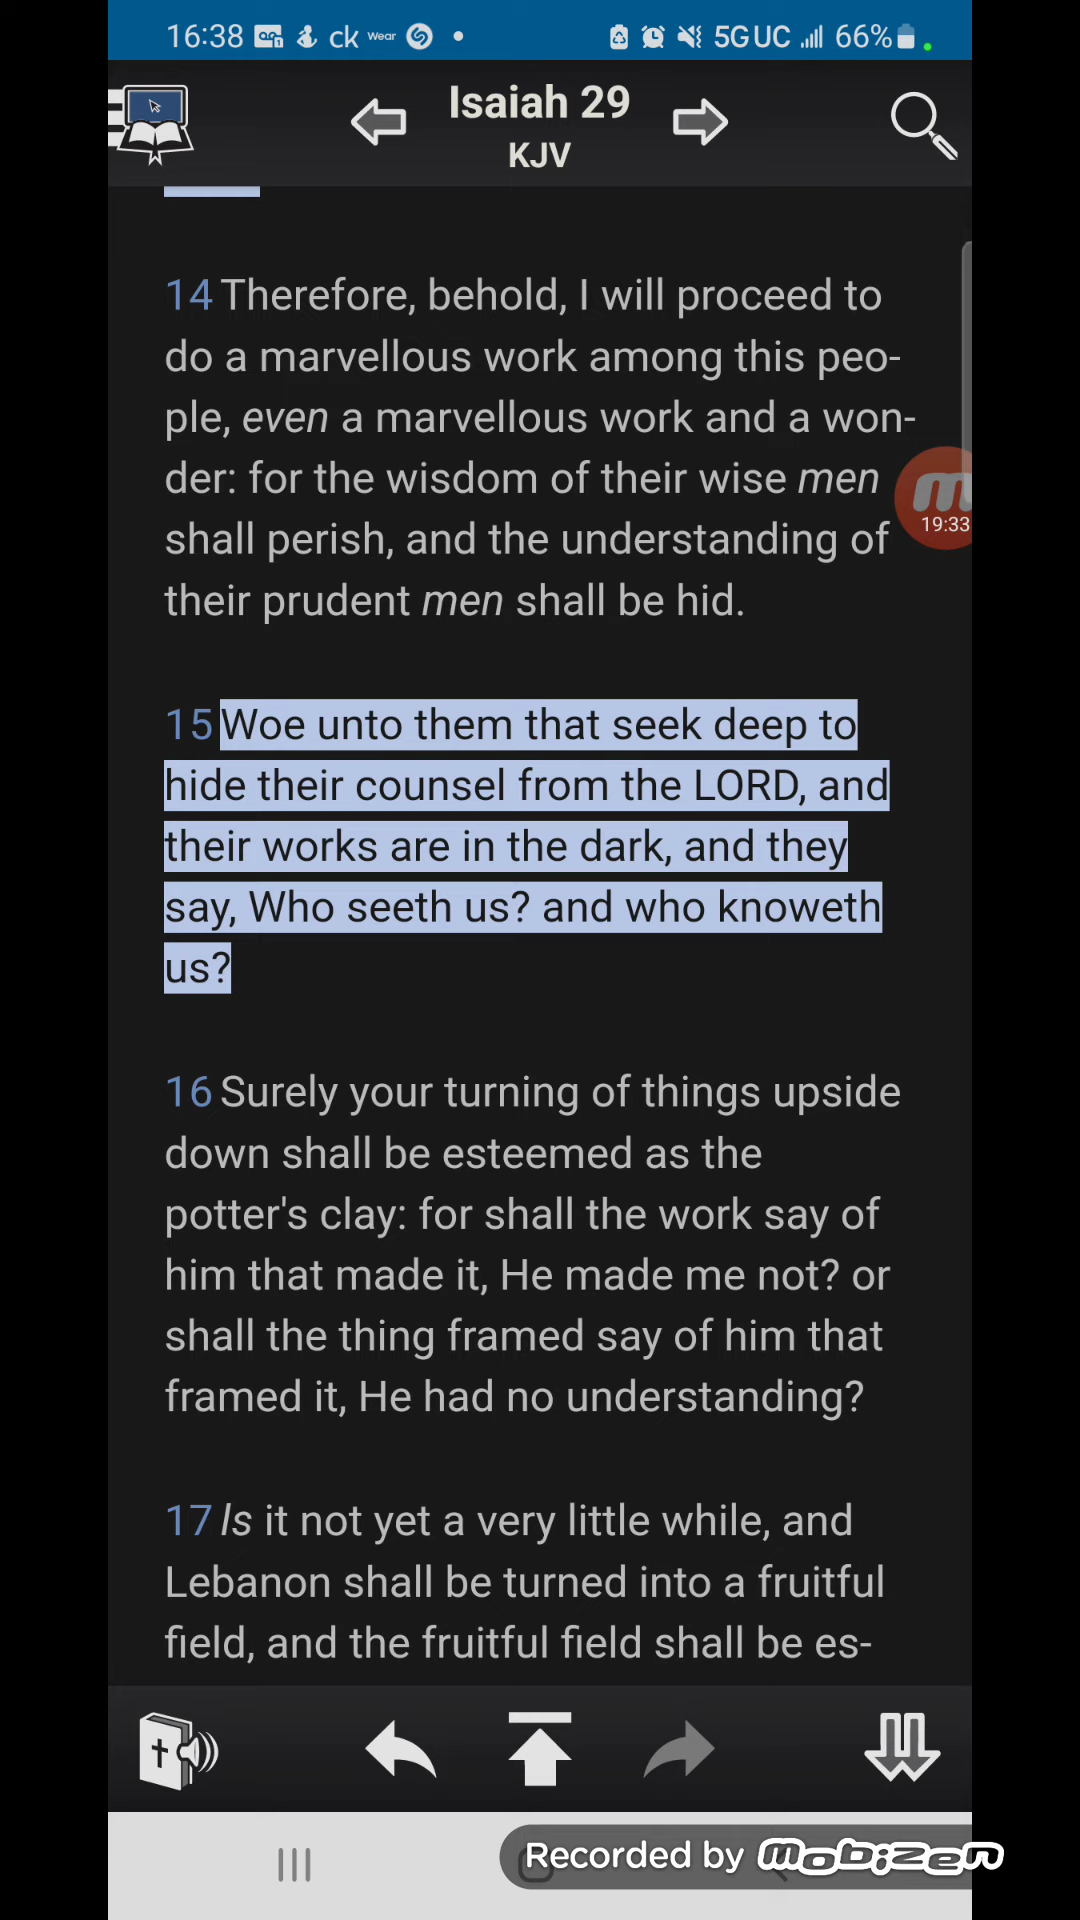 16:38 ck Wear 5G UC 66%
Isaiah 29
KJV
14 Therefore, behold, I will proceed to
do a marvellous work among this peo-
ple, even a marvellous work and a won-
der: for the wisdom of their wise men
shall perish, and the understanding of
their prudent men shall be hid.
m
19:33
15 Woe unto them that seek deep to
hide their counsel from the LORD, and
their works are in the dark, and they
say, Who seeth us? and who knoweth
us?
16 Surely your turning of things upside
down shall be esteemed as the
potter's clay: for shall the work say of
him that made it, He made me not? or
shall the thing framed say of him that
framed it, He had no understanding?
17 Is it not yet a very little while, and
Lebanon shall be turned into a fruitful
field, and the fruitful field shall be es-
Recorded by mobizen